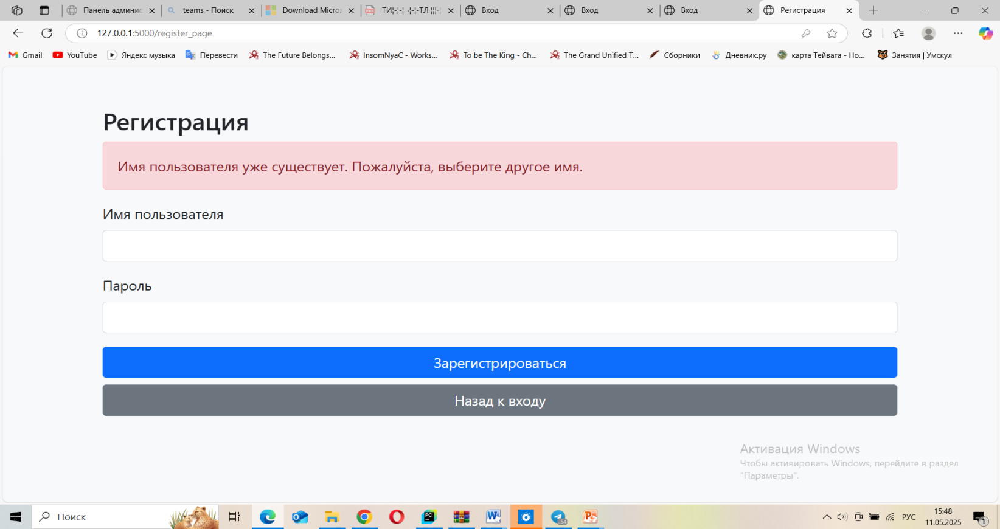 Панель админис
teams - Поиск
Download Micros
Вход
Вход
Вход
Регистрация
127.0.0.1:5000/register_page
Gmail
YouTube
Яндекс музыка
Перевести
The Future Belongs...
InsomNyaC - Works...
To be The King - Ch...
The Grand Unified T...
Сборники
Дневник.ру
карта Тейвата - Но...
Занятия | Умскул
Регистрация
Имя пользователя уже существует. Пожалуйста, выберите другое имя.
Имя пользователя
Пароль
Зарегистрироваться
Назад к входу
Активация Windows
Чтобы активировать Windows, перейдите в раздел
"Параметры".
Поиск
54
РУС
15:48
11.05.2025
1